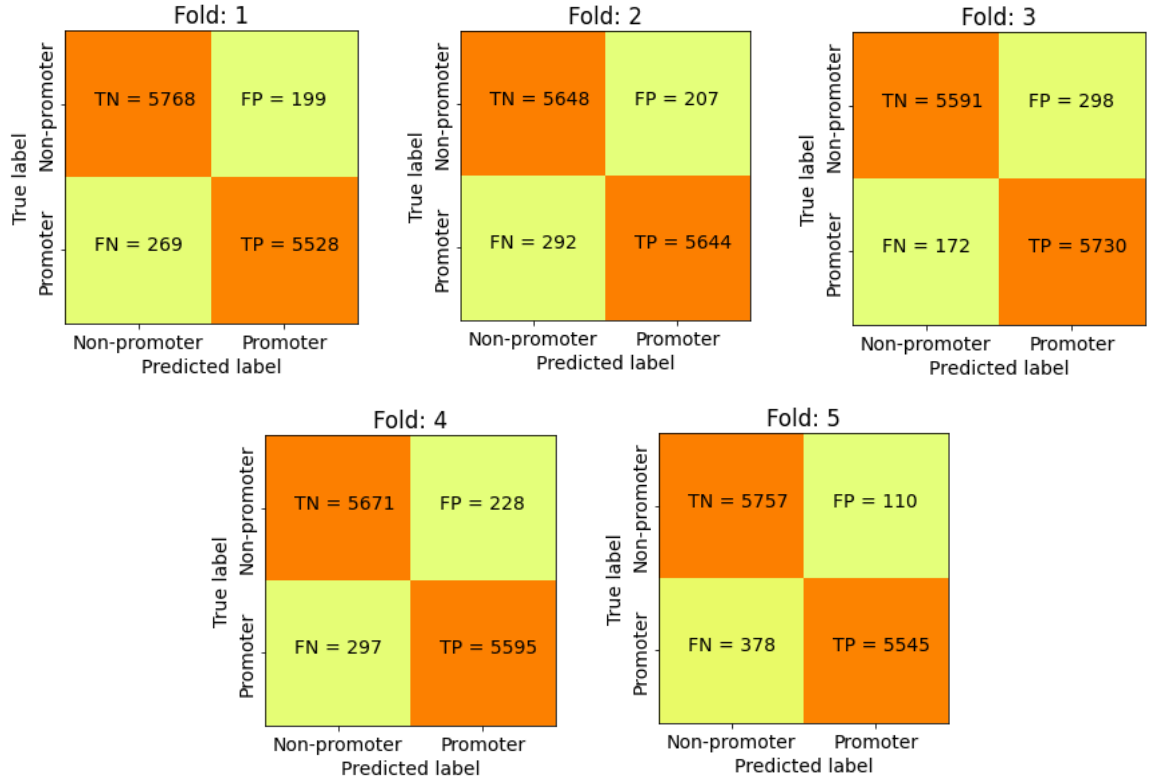 Fold: 1
True label
Non-promoter
Promoter
TN = 5768
FP = 199
FN = 269
TP = 5528
Non-promoter
Promoter
Predicted label
Fold: 2
True label
Non-promoter
Promoter
TN = 5648
FP = 207
FN = 292
TP = 5644
Non-promoter
Promoter
Predicted label
Fold: 3
True label
Non-promoter
Promoter
TN = 5591
FP = 298
FN = 172
TP = 5730
Non-promoter
Promoter
Predicted label
Fold: 4
True label
Non-promoter
Promoter
TN = 5671
FP = 228
FN = 297
TP = 5595
Non-promoter
Promoter
Predicted label
Fold: 5
True label
Non-promoter
Promoter
TN = 5757
FP = 110
FN = 378
TP = 5545
Non-promoter
Promoter
Predicted label